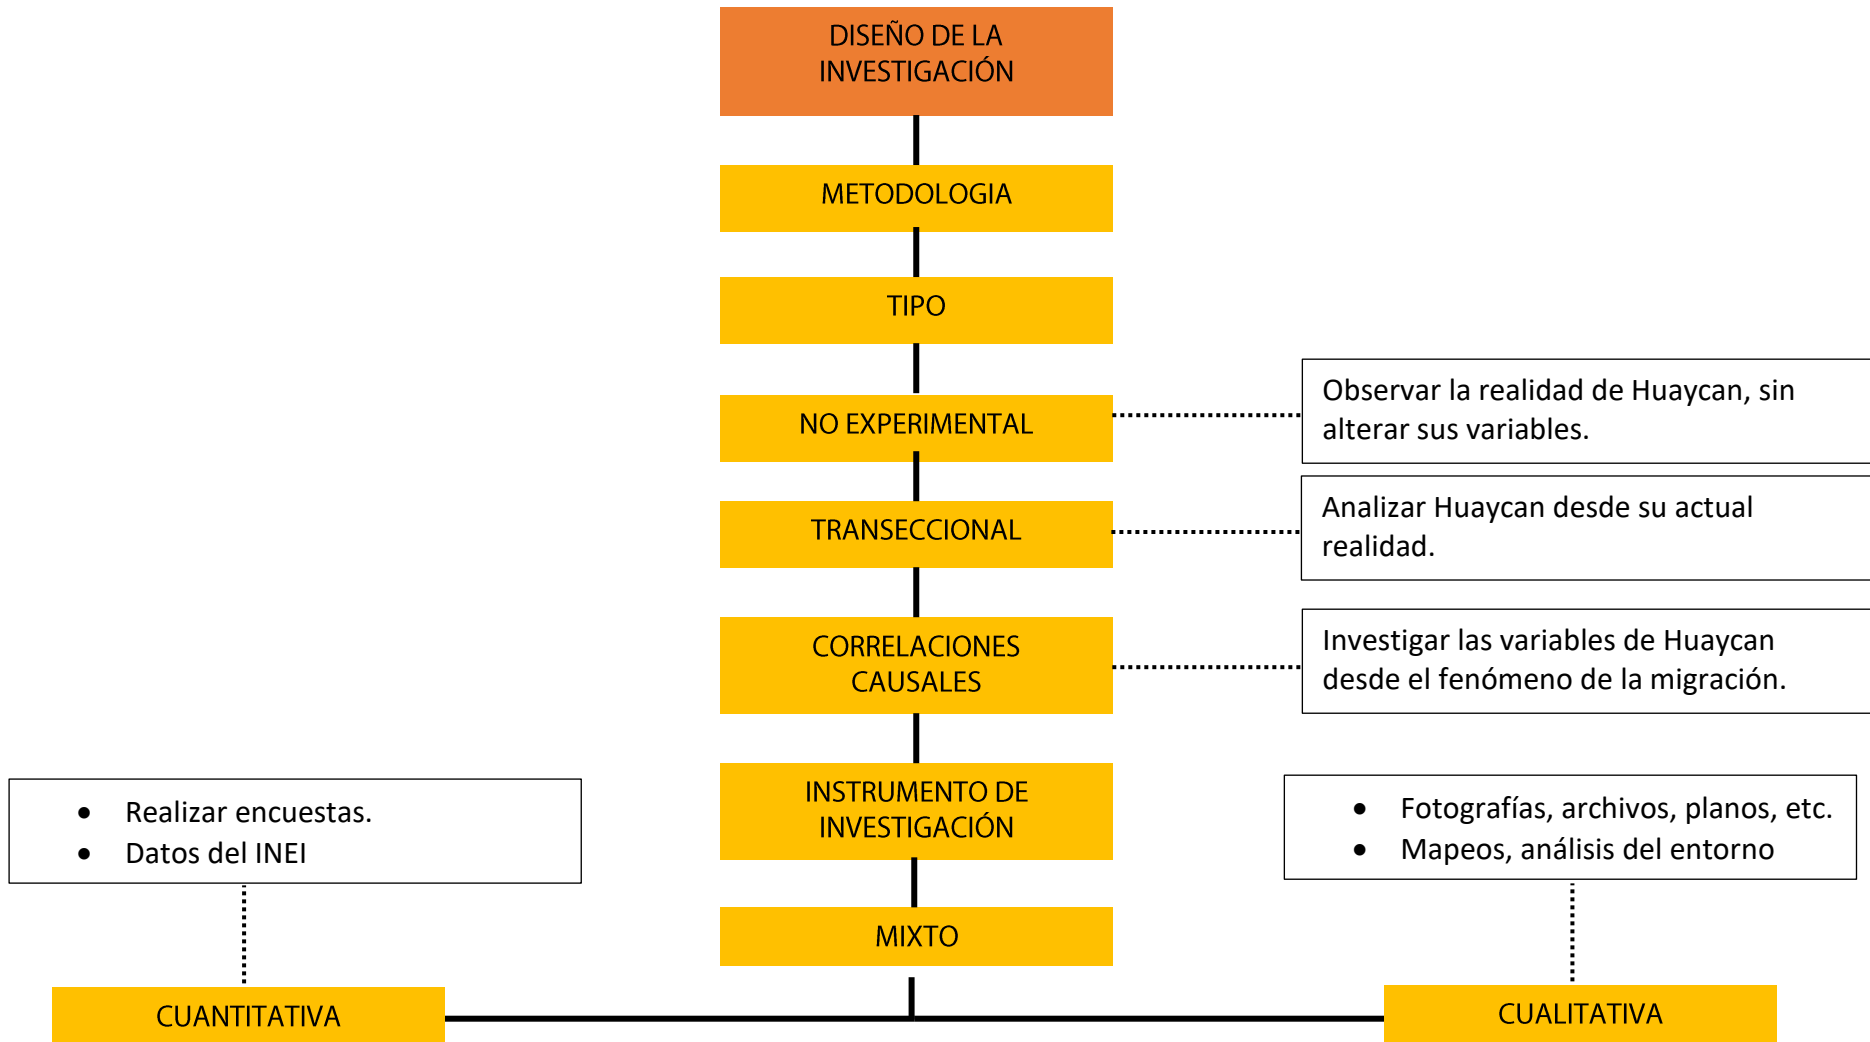 DISEÑO DE LA
INVESTIGACIÓN
METODOLOGIA
TIPO
NO EXPERIMENTAL
Observar la realidad de Huaycan, sin
alterar sus variables.
TRANSECCIONAL
Analizar Huaycan desde su actual
realidad.
CORRELACIONES
CAUSALES
Investigar las variables de Huaycan
desde el fenómeno de la migración.
INSTRUMENTO DE
INVESTIGACIÓN
• Realizar encuestas.
• Datos del INEI
• Fotografías, archivos, planos, etc.
• Mapeos, análisis del entorno
MIXTO
CUANTITATIVA
CUALITATIVA